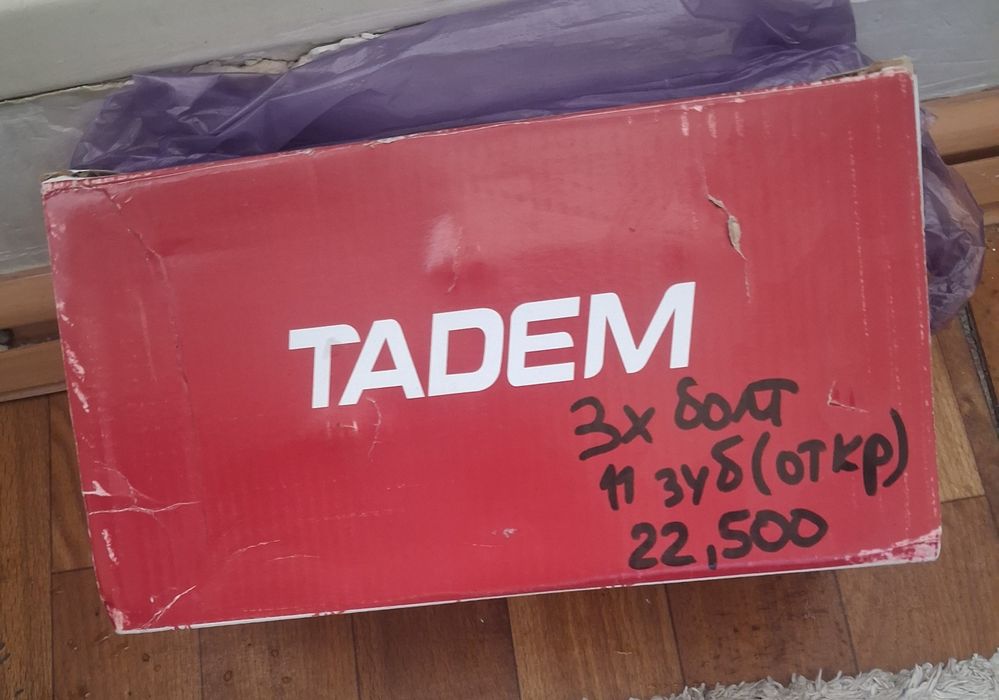 TADEM
3х болт
11 зуб (откр)
22,500